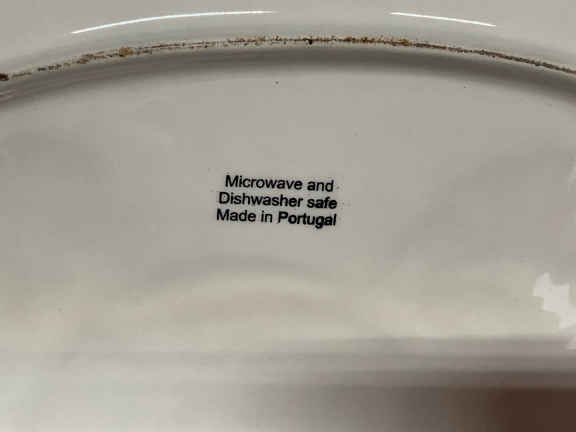 Microwave and
Dishwasher safe
Made in Portugal